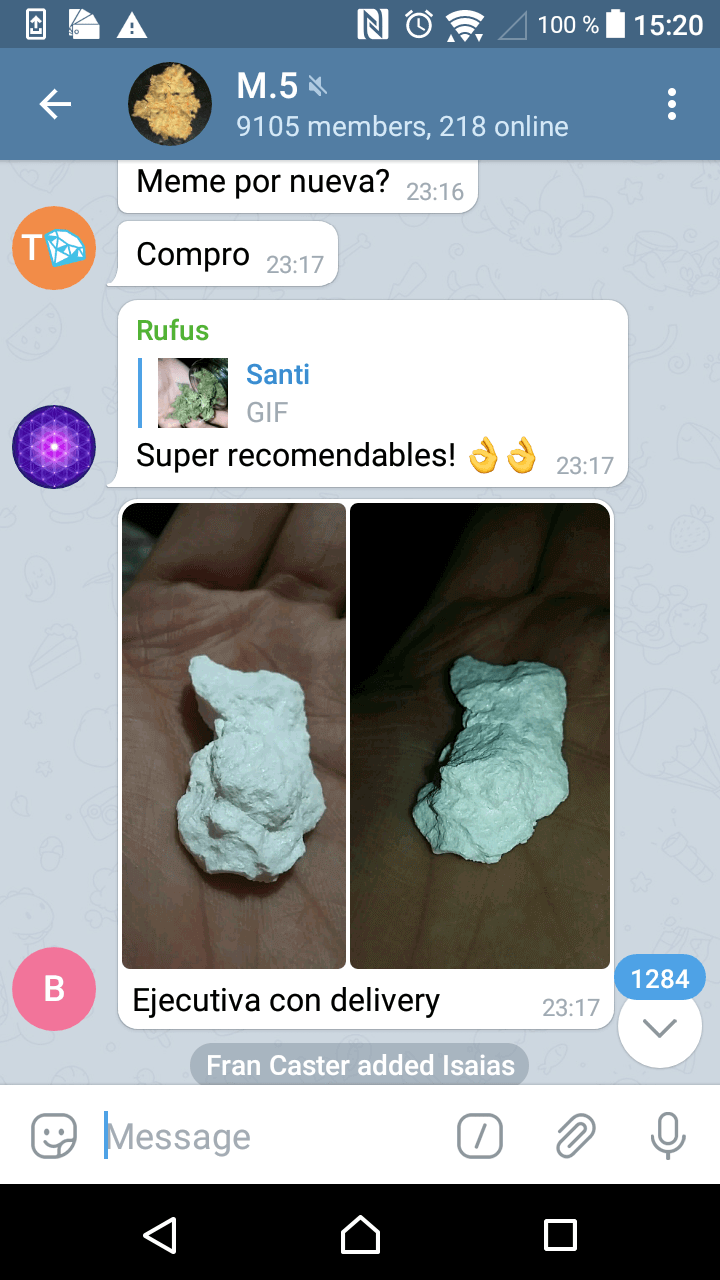 100 % 15:20
M.5
9105 members, 218 online
Meme por nueva? 23:16
T
Compro 23:17
Rufus
Santi
GIF
Super recomendables! 👌👌 23:17
B
Ejecutiva con delivery 23:17
1284
Fran Caster added Isaias
Message